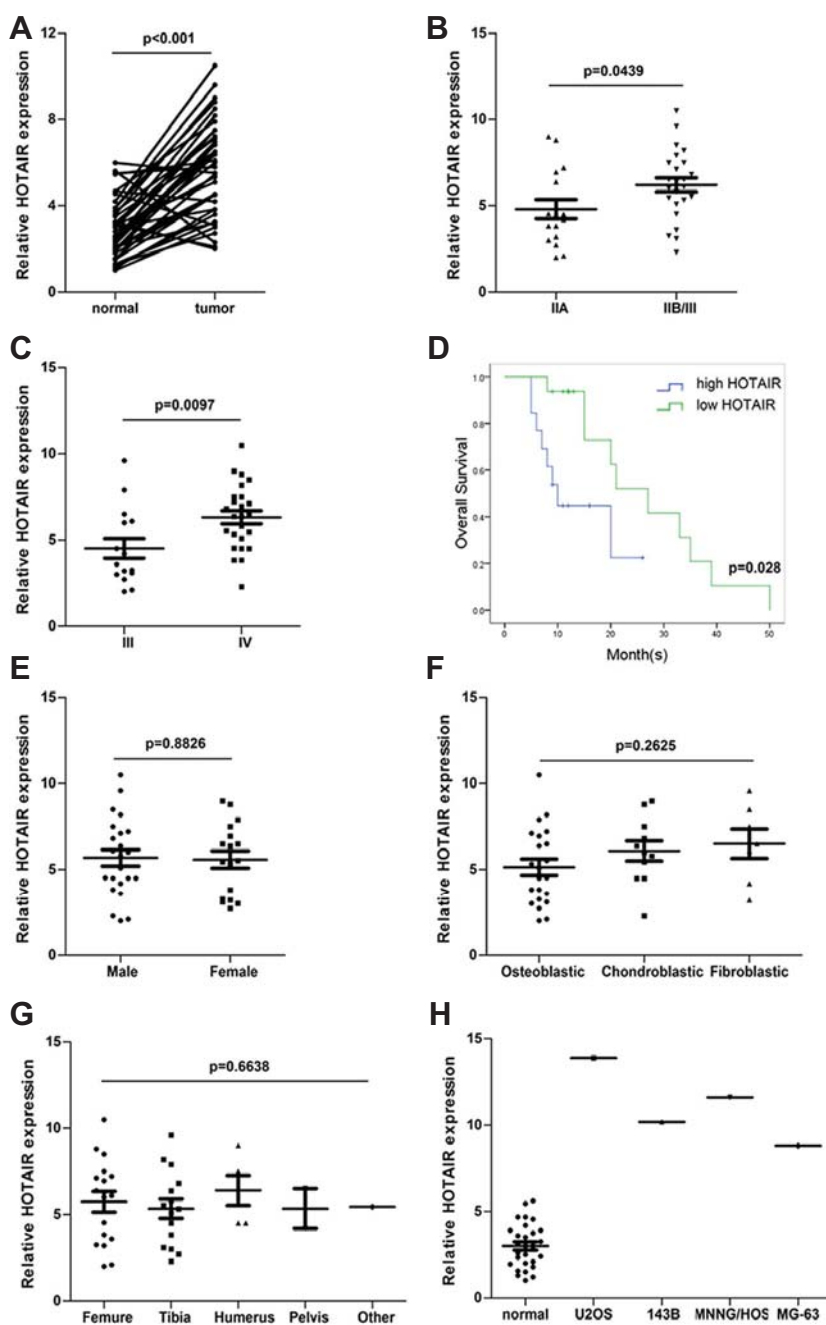 A
p<0.001
Relative HOTAIR expression
12
8
4
0
normal tumor
B
p=0.0439
Relative HOTAIR expression
15
10
5
0
IIA IIB/III
C
p=0.0097
Relative HOTAIR expression
15
10
5
0
III IV
D
high HOTAIR
low HOTAIR
Overall Survival
1.0
0.8
0.6
0.4
0.2
0.0
p=0.028
0 10 20 30 40 50
Month(s)
E
p=0.8826
Relative HOTAIR expression
15
10
5
0
Male Female
F
p=0.2625
Relative HOTAIR expression
15
10
5
0
Osteoblastic Chondroblastic Fibroblastic
G
p=0.6638
Relative HOTAIR expression
15
10
5
0
Femure Tibia Humerus Pelvis Other
H
Relative HOTAIR expression
15
10
5
0
normal U2OS 143B MNNG/HOS MG-63